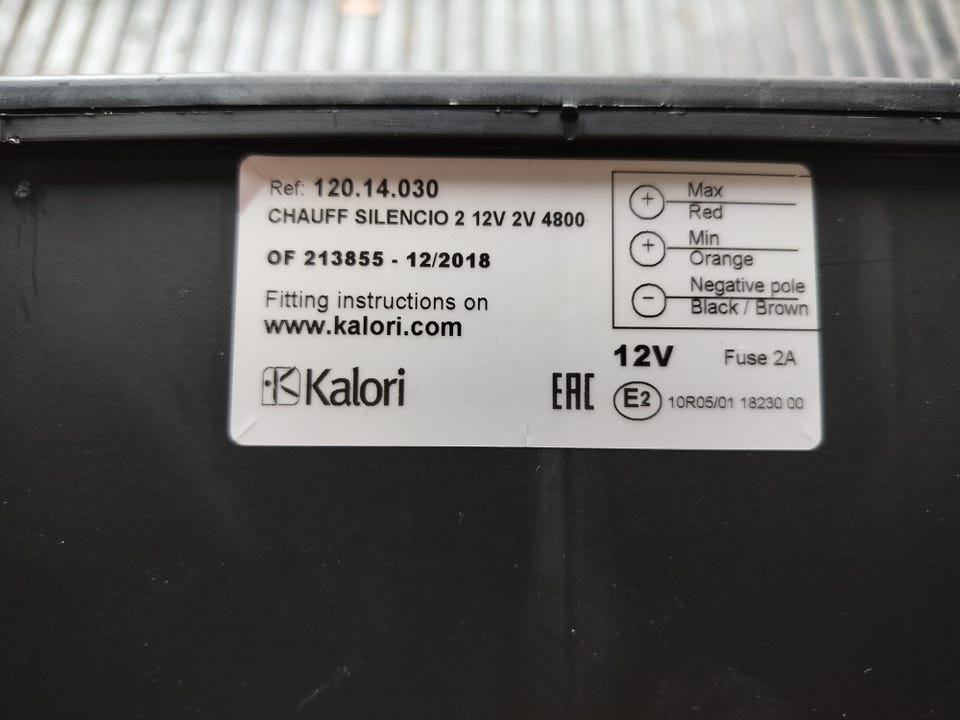 Ref: 120.14.030
CHAUFF SILENCIO 2 12V 2V 4800
OF 213855 - 12/2018
Fitting instructions on
www.kalori.com
Kalori
EAC
+ Max
Red
+ Min
Orange
- Negative pole
Black / Brown
12V Fuse 2A
E2 10R05/01 18230 00